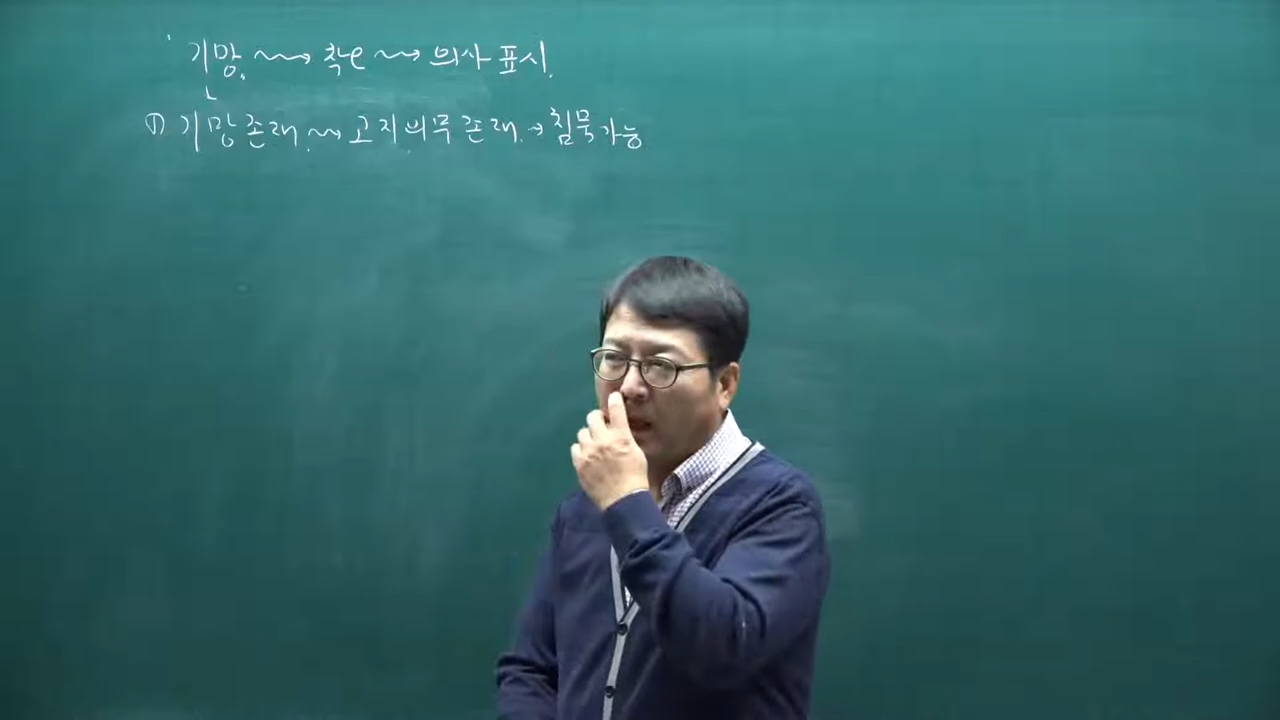 기망 ⇝ 착오 ⇝ 의사표시.
① 기망존재 ⇝ 고지의무 존재. → 침묵가능